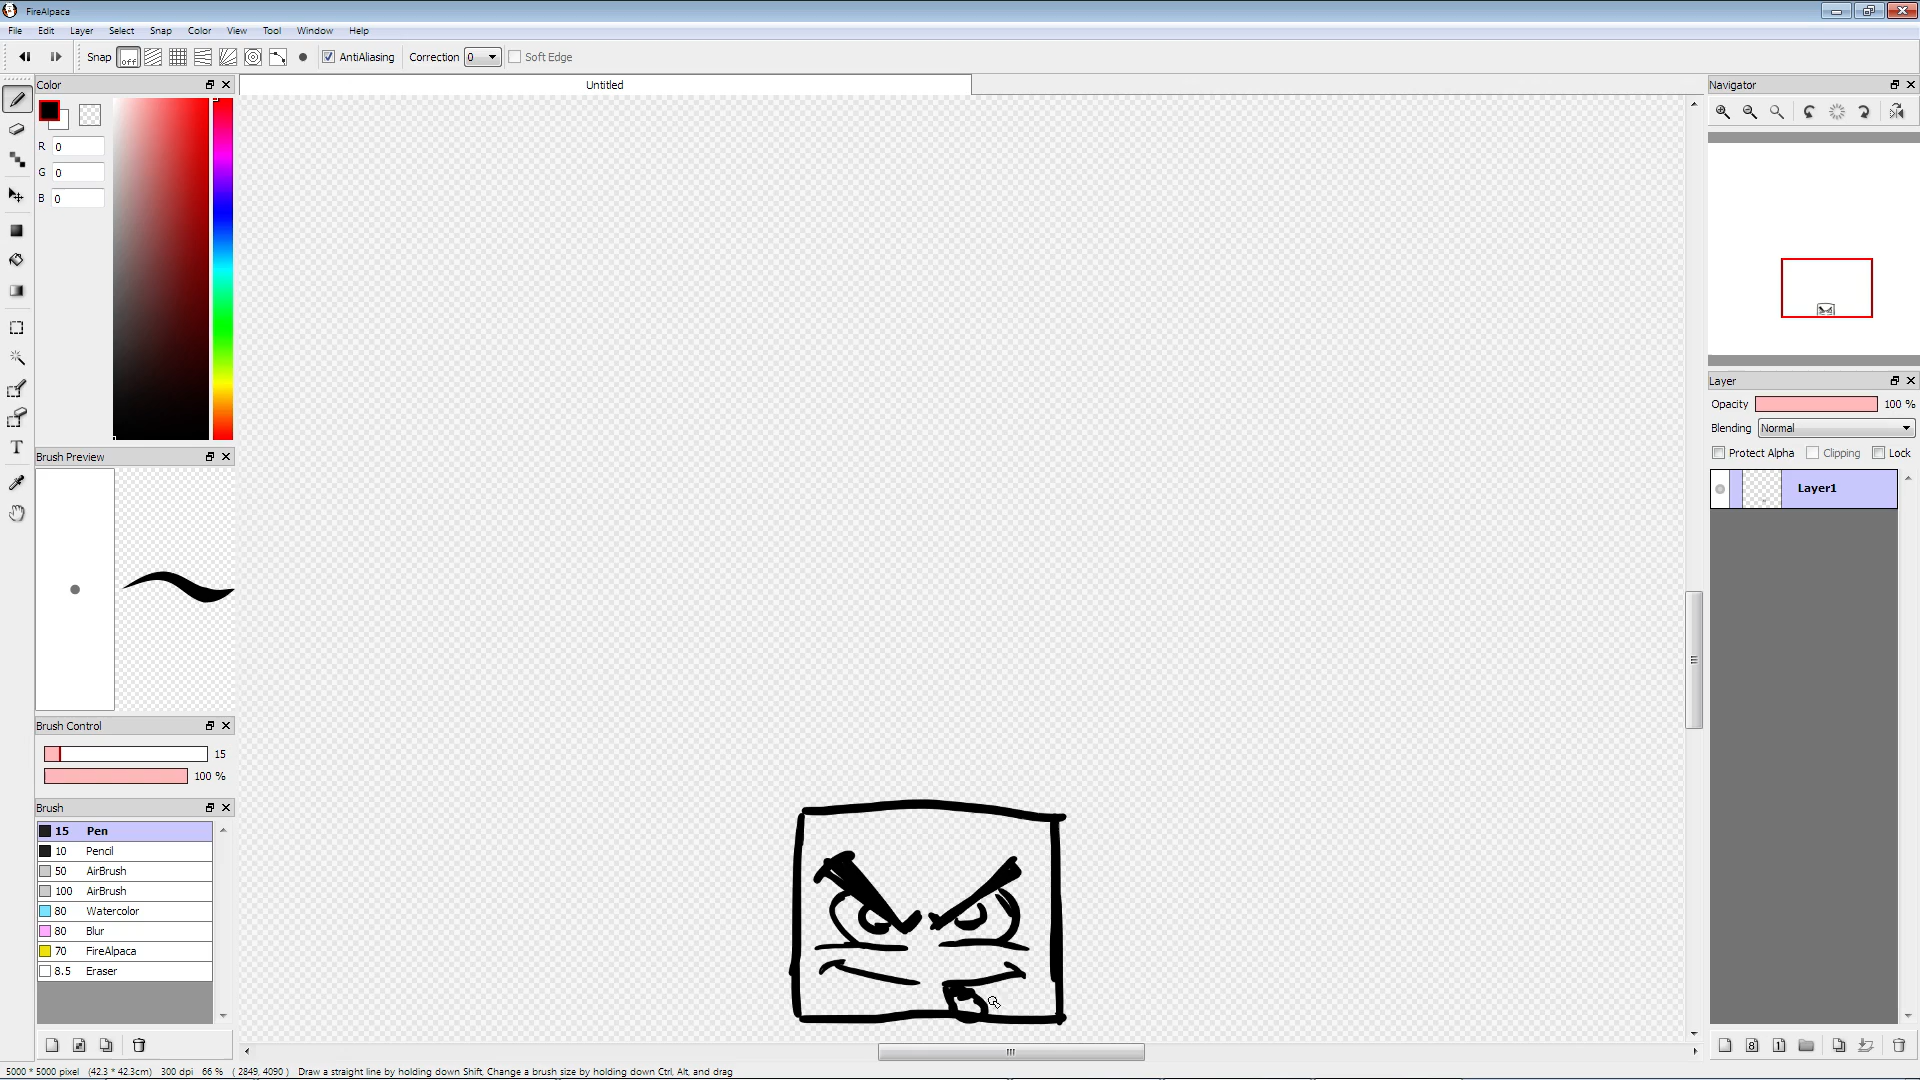 FireAlpaca
File Edit Layer Select Snap Color View Tool Window Help
Snap off AntiAliasing Correction 0 Soft Edge
Color
Untitled
Navigator
R 0
G 0
B 0
Layer
Opacity 100 %
Blending Normal
Protect Alpha Clipping Lock
Brush Preview
Layer1
T
Brush Control
15
100 %
Brush
15 Pen
10 Pencil
50 AirBrush
100 AirBrush
80 Watercolor
80 Blur
70 FireAlpaca
8.5 Eraser
8 1
5000 * 5000 pixel (42.3 * 42.3cm) 300 dpi 66 % ( 2849, 4090 ) Draw a straight line by holding down Shift, Change a brush size by holding down Ctrl, Alt, and drag